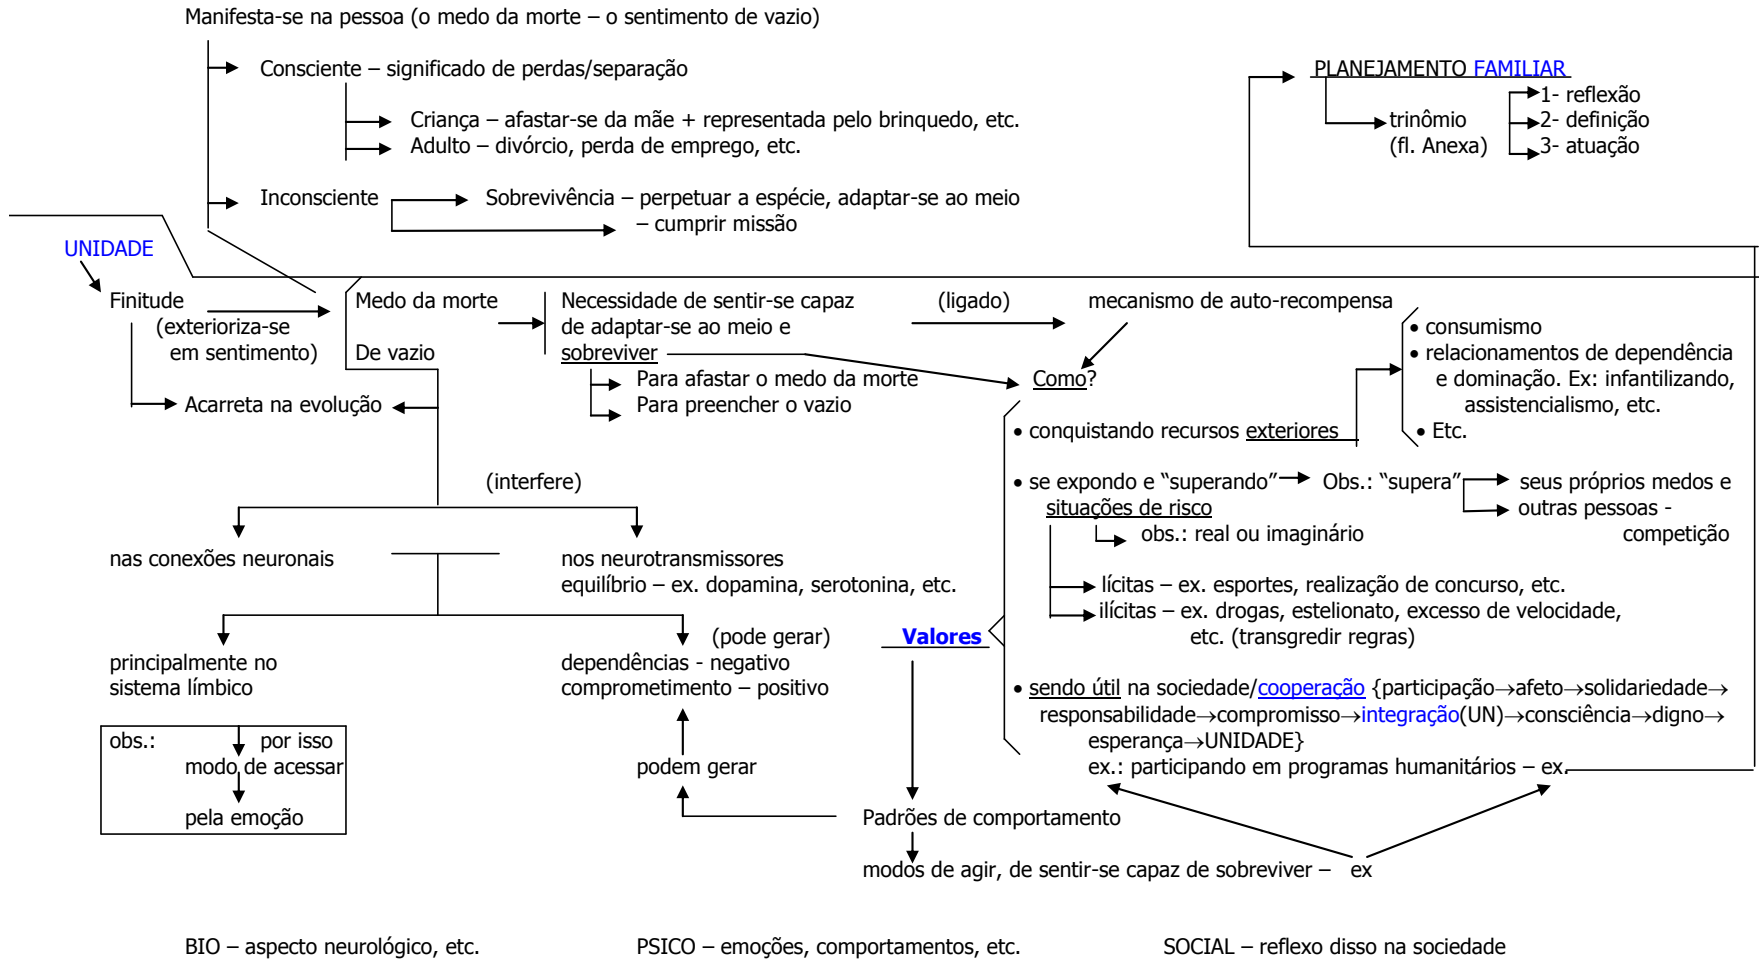 Manifesta-se na pessoa (o medo da morte – o sentimento de vazio)
Consciente – significado de perdas/separação
Criança – afastar-se da mãe + representada pelo brinquedo, etc.
Adulto – divórcio, perda de emprego, etc.
Inconsciente
Sobrevivência – perpetuar a espécie, adaptar-se ao meio
– cumprir missão
PLANEJAMENTO FAMILIAR
trinômio
(fl. Anexa)
1- reflexão
2- definição
3- atuação
UNIDADE
Finitude
(exterioriza-se
em sentimento)
Acarreta na evolução
Medo da morte
De vazio
Necessidade de sentir-se capaz
de adaptar-se ao meio e
sobreviver
Para afastar o medo da morte
Para preencher o vazio
(ligado)
mecanismo de auto-recompensa
Como?
• consumismo
• relacionamentos de dependência
e dominação. Ex: infantilizando,
assistencialismo, etc.
• Etc.
• conquistando recursos exteriores
• se expondo e “superando”
situações de risco
Obs.: “supera”
seus próprios medos e
outras pessoas -
competição
obs.: real ou imaginário
lícitas – ex. esportes, realização de concurso, etc.
ilícitas – ex. drogas, estelionato, excesso de velocidade,
etc. (transgredir regras)
• sendo útil na sociedade/cooperação {participação→afeto→solidariedade→
responsabilidade→compromisso→integração(UN)→consciência→digno→
esperança→UNIDADE}
ex.: participando em programas humanitários – ex.
(interfere)
nas conexões neuronais
nos neurotransmissores
equilíbrio – ex. dopamina, serotonina, etc.
principalmente no
sistema límbico
(pode gerar)
dependências - negativo
comprometimento – positivo
Valores
obs.:
por isso
modo de acessar
pela emoção
podem gerar
Padrões de comportamento
modos de agir, de sentir-se capaz de sobreviver – ex
BIO – aspecto neurológico, etc.
PSICO – emoções, comportamentos, etc.
SOCIAL – reflexo disso na sociedade